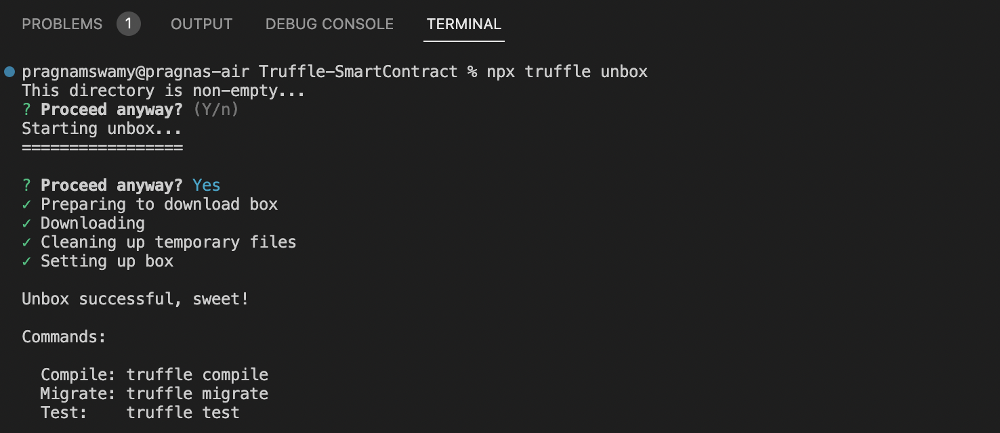 PROBLEMS 1 OUTPUT DEBUG CONSOLE TERMINAL
pragnamswamy@pragnas-air Truffle-SmartContract % npx truffle unbox
This directory is non-empty...
? Proceed anyway? (Y/n)
Starting unbox...
=================
? Proceed anyway? Yes
✓ Preparing to download box
✓ Downloading
✓ Cleaning up temporary files
✓ Setting up box
Unbox successful, sweet!
Commands:
Compile: truffle compile
Migrate: truffle migrate
Test: truffle test